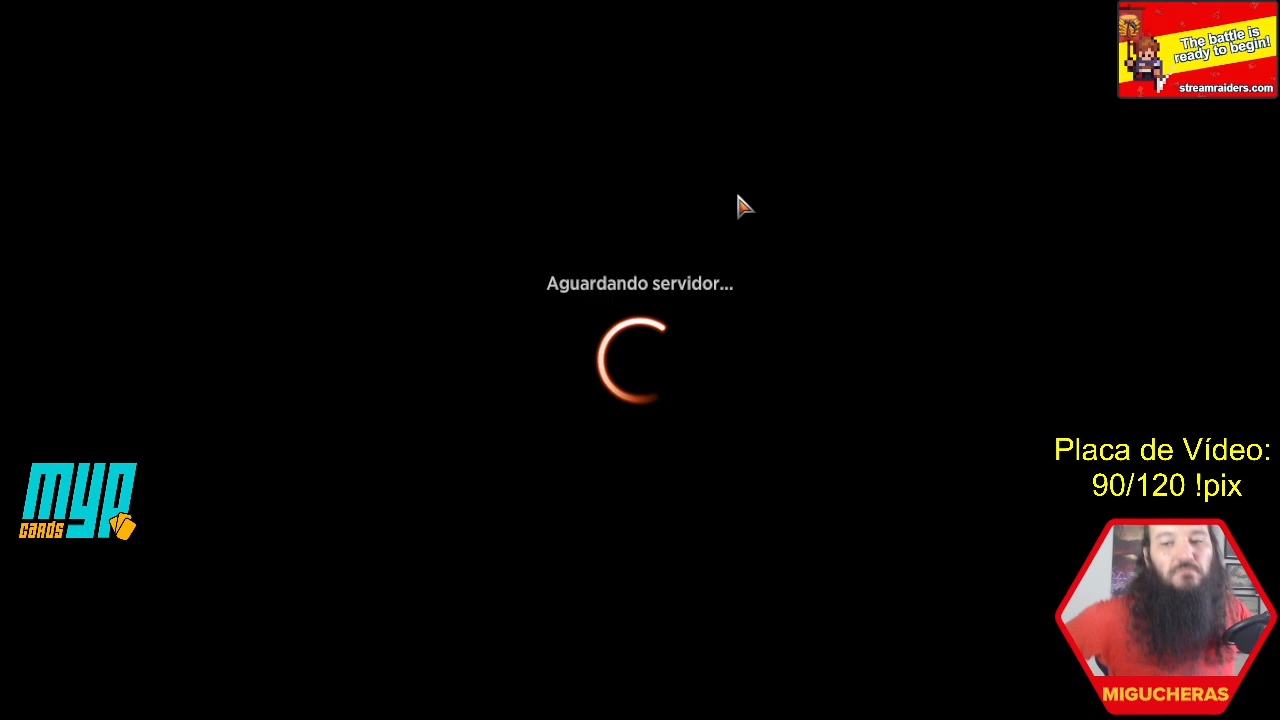 The battle is
ready to begin!
streamraiders.com
Aguardando servidor...
Placa de Vídeo:
90/120 !pix
myp
cards
MIGUCHERAS